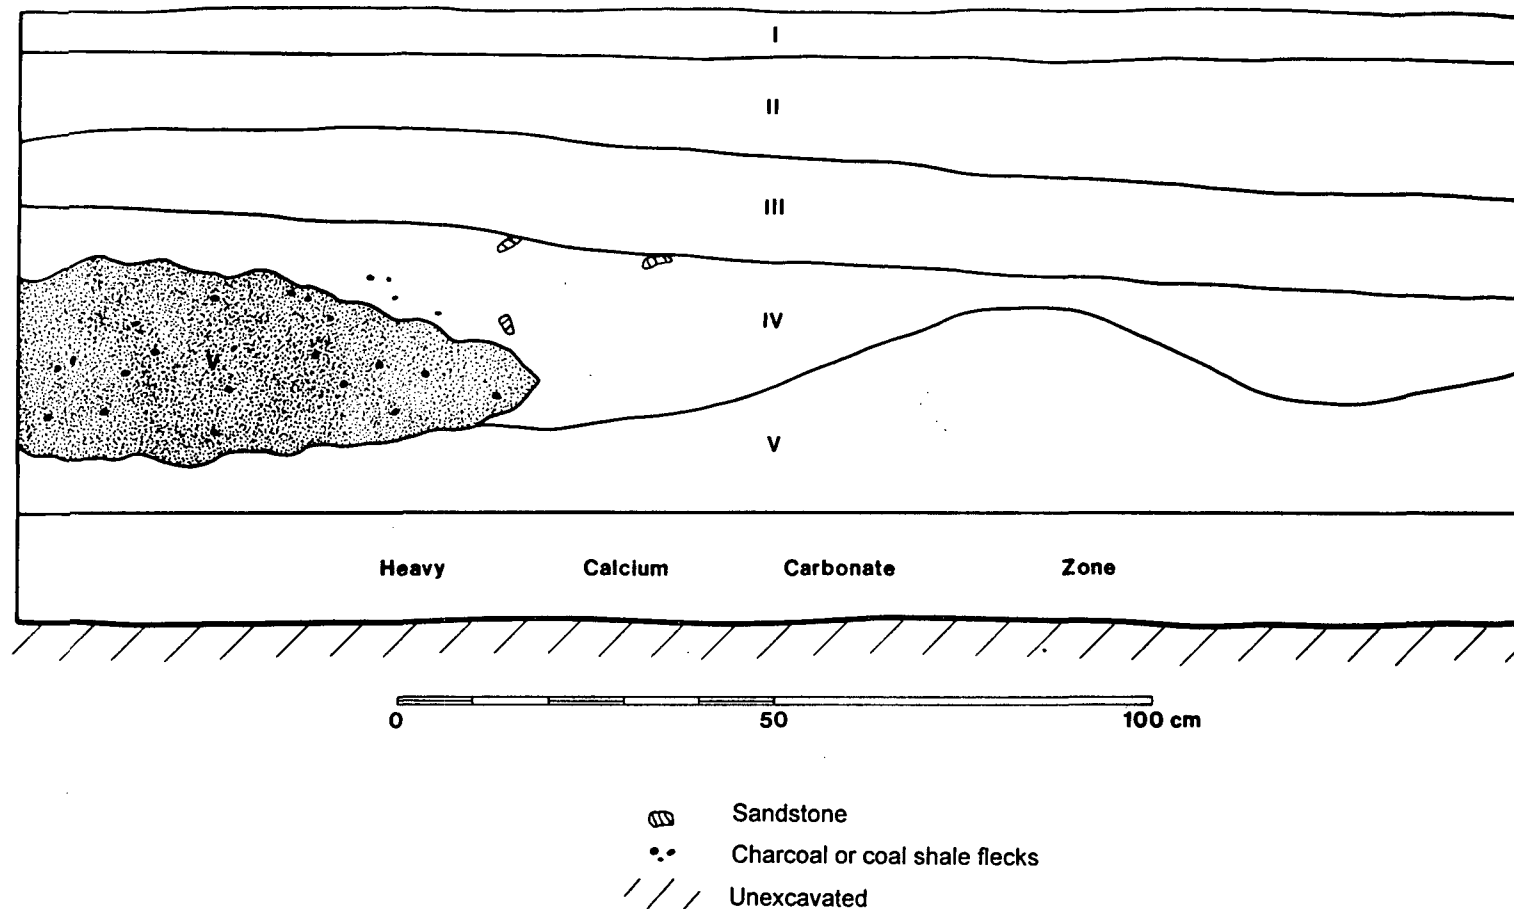 I
II
III
IV
V
V
Heavy Calcium Carbonate Zone
0 50 100 cm
Sandstone
Charcoal or coal shale flecks
Unexcavated